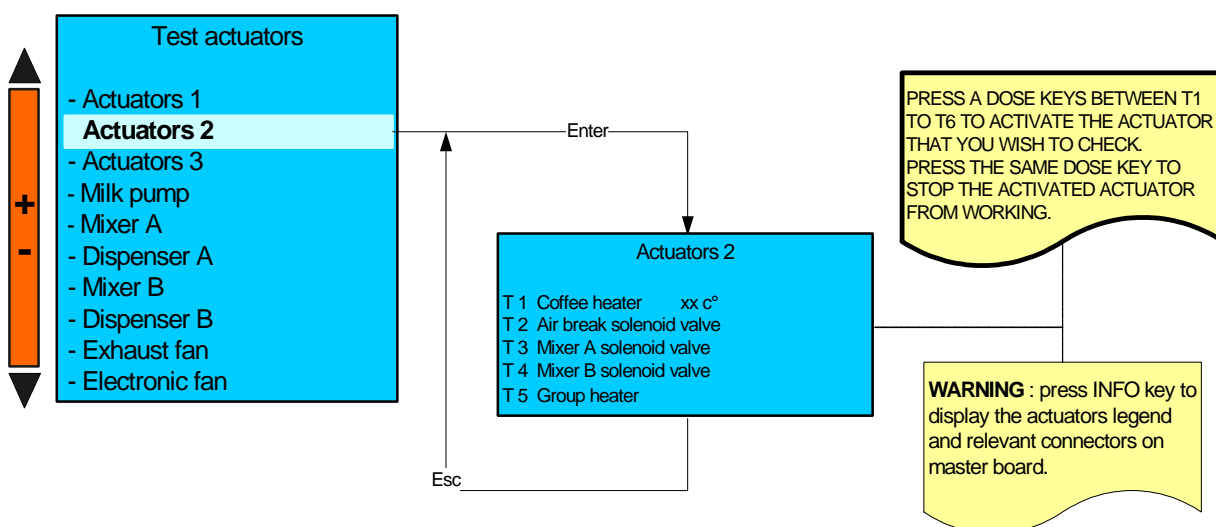 Test actuators
- Actuators 1
Actuators 2
- Actuators 3
- Milk pump
- Mixer A
- Dispenser A
- Mixer B
- Dispenser B
- Exhaust fan
- Electronic fan
+
-
Enter
Esc
Actuators 2
T 1 Coffee heater xx c°
T 2 Air break solenoid valve
T 3 Mixer A solenoid valve
T 4 Mixer B solenoid valve
T 5 Group heater
PRESS A DOSE KEYS BETWEEN T1
TO T6 TO ACTIVATE THE ACTUATOR
THAT YOU WISH TO CHECK.
PRESS THE SAME DOSE KEY TO
STOP THE ACTIVATED ACTUATOR
FROM WORKING.
WARNING : press INFO key to
display the actuators legend
and relevant connectors on
master board.